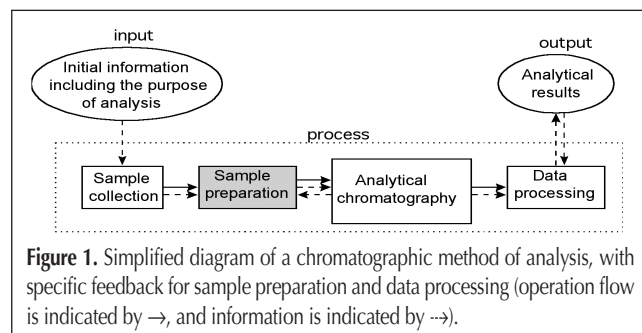 input
Initial information
including the purpose
of analysis
output
Analytical
results
process
Sample
collection
Sample
preparation
Analytical
chromatography
Data
processing
Figure 1. Simplified diagram of a chromatographic method of analysis, with
specific feedback for sample preparation and data processing (operation flow
is indicated by →, and information is indicated by ⇢).